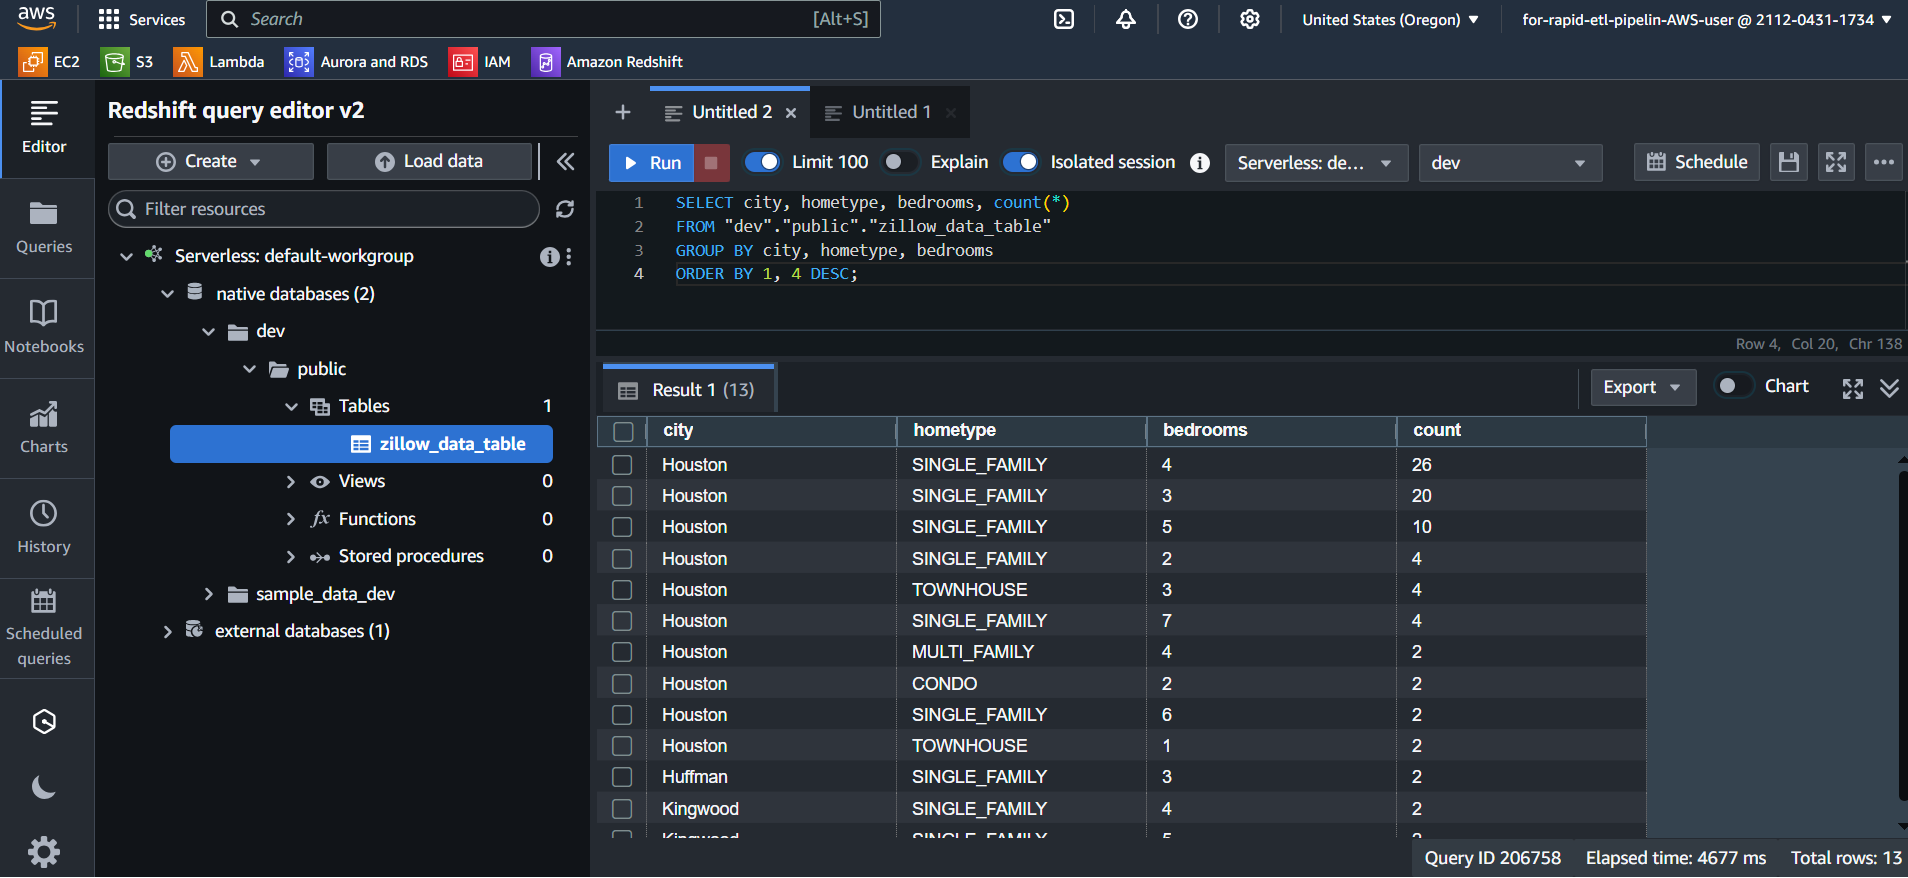 aws
Services
Search [Alt+S]
United States (Oregon)
for-rapid-etl-pipelin-AWS-user @ 2112-0431-1734
EC2
S3
Lambda
Aurora and RDS
IAM
Amazon Redshift
Editor
Queries
Notebooks
Charts
History
Scheduled
queries
Redshift query editor v2
Create
Load data
Filter resources
Serverless: default-workgroup
native databases (2)
dev
public
Tables 1
zillow_data_table
Views 0
fx Functions 0
Stored procedures 0
sample_data_dev
external databases (1)
+ Untitled 2 × Untitled 1 ×
Run
Limit 100
Explain
Isolated session
Serverless: de...
dev
Schedule
1 SELECT city, hometype, bedrooms, count(*)
2 FROM "dev"."public"."zillow_data_table"
3 GROUP BY city, hometype, bedrooms
4 ORDER BY 1, 4 DESC;
Row 4, Col 20, Chr 138
Result 1 (13)
Export
Chart
city hometype bedrooms count
Houston SINGLE_FAMILY 4 26
Houston SINGLE_FAMILY 3 20
Houston SINGLE_FAMILY 5 10
Houston SINGLE_FAMILY 2 4
Houston TOWNHOUSE 3 4
Houston SINGLE_FAMILY 7 4
Houston MULTI_FAMILY 4 2
Houston CONDO 2 2
Houston SINGLE_FAMILY 6 2
Houston TOWNHOUSE 1 2
Huffman SINGLE_FAMILY 3 2
Kingwood SINGLE_FAMILY 4 2
Kingwood SINGLE_FAMILY 5 2
Query ID 206758 Elapsed time: 4677 ms Total rows: 13